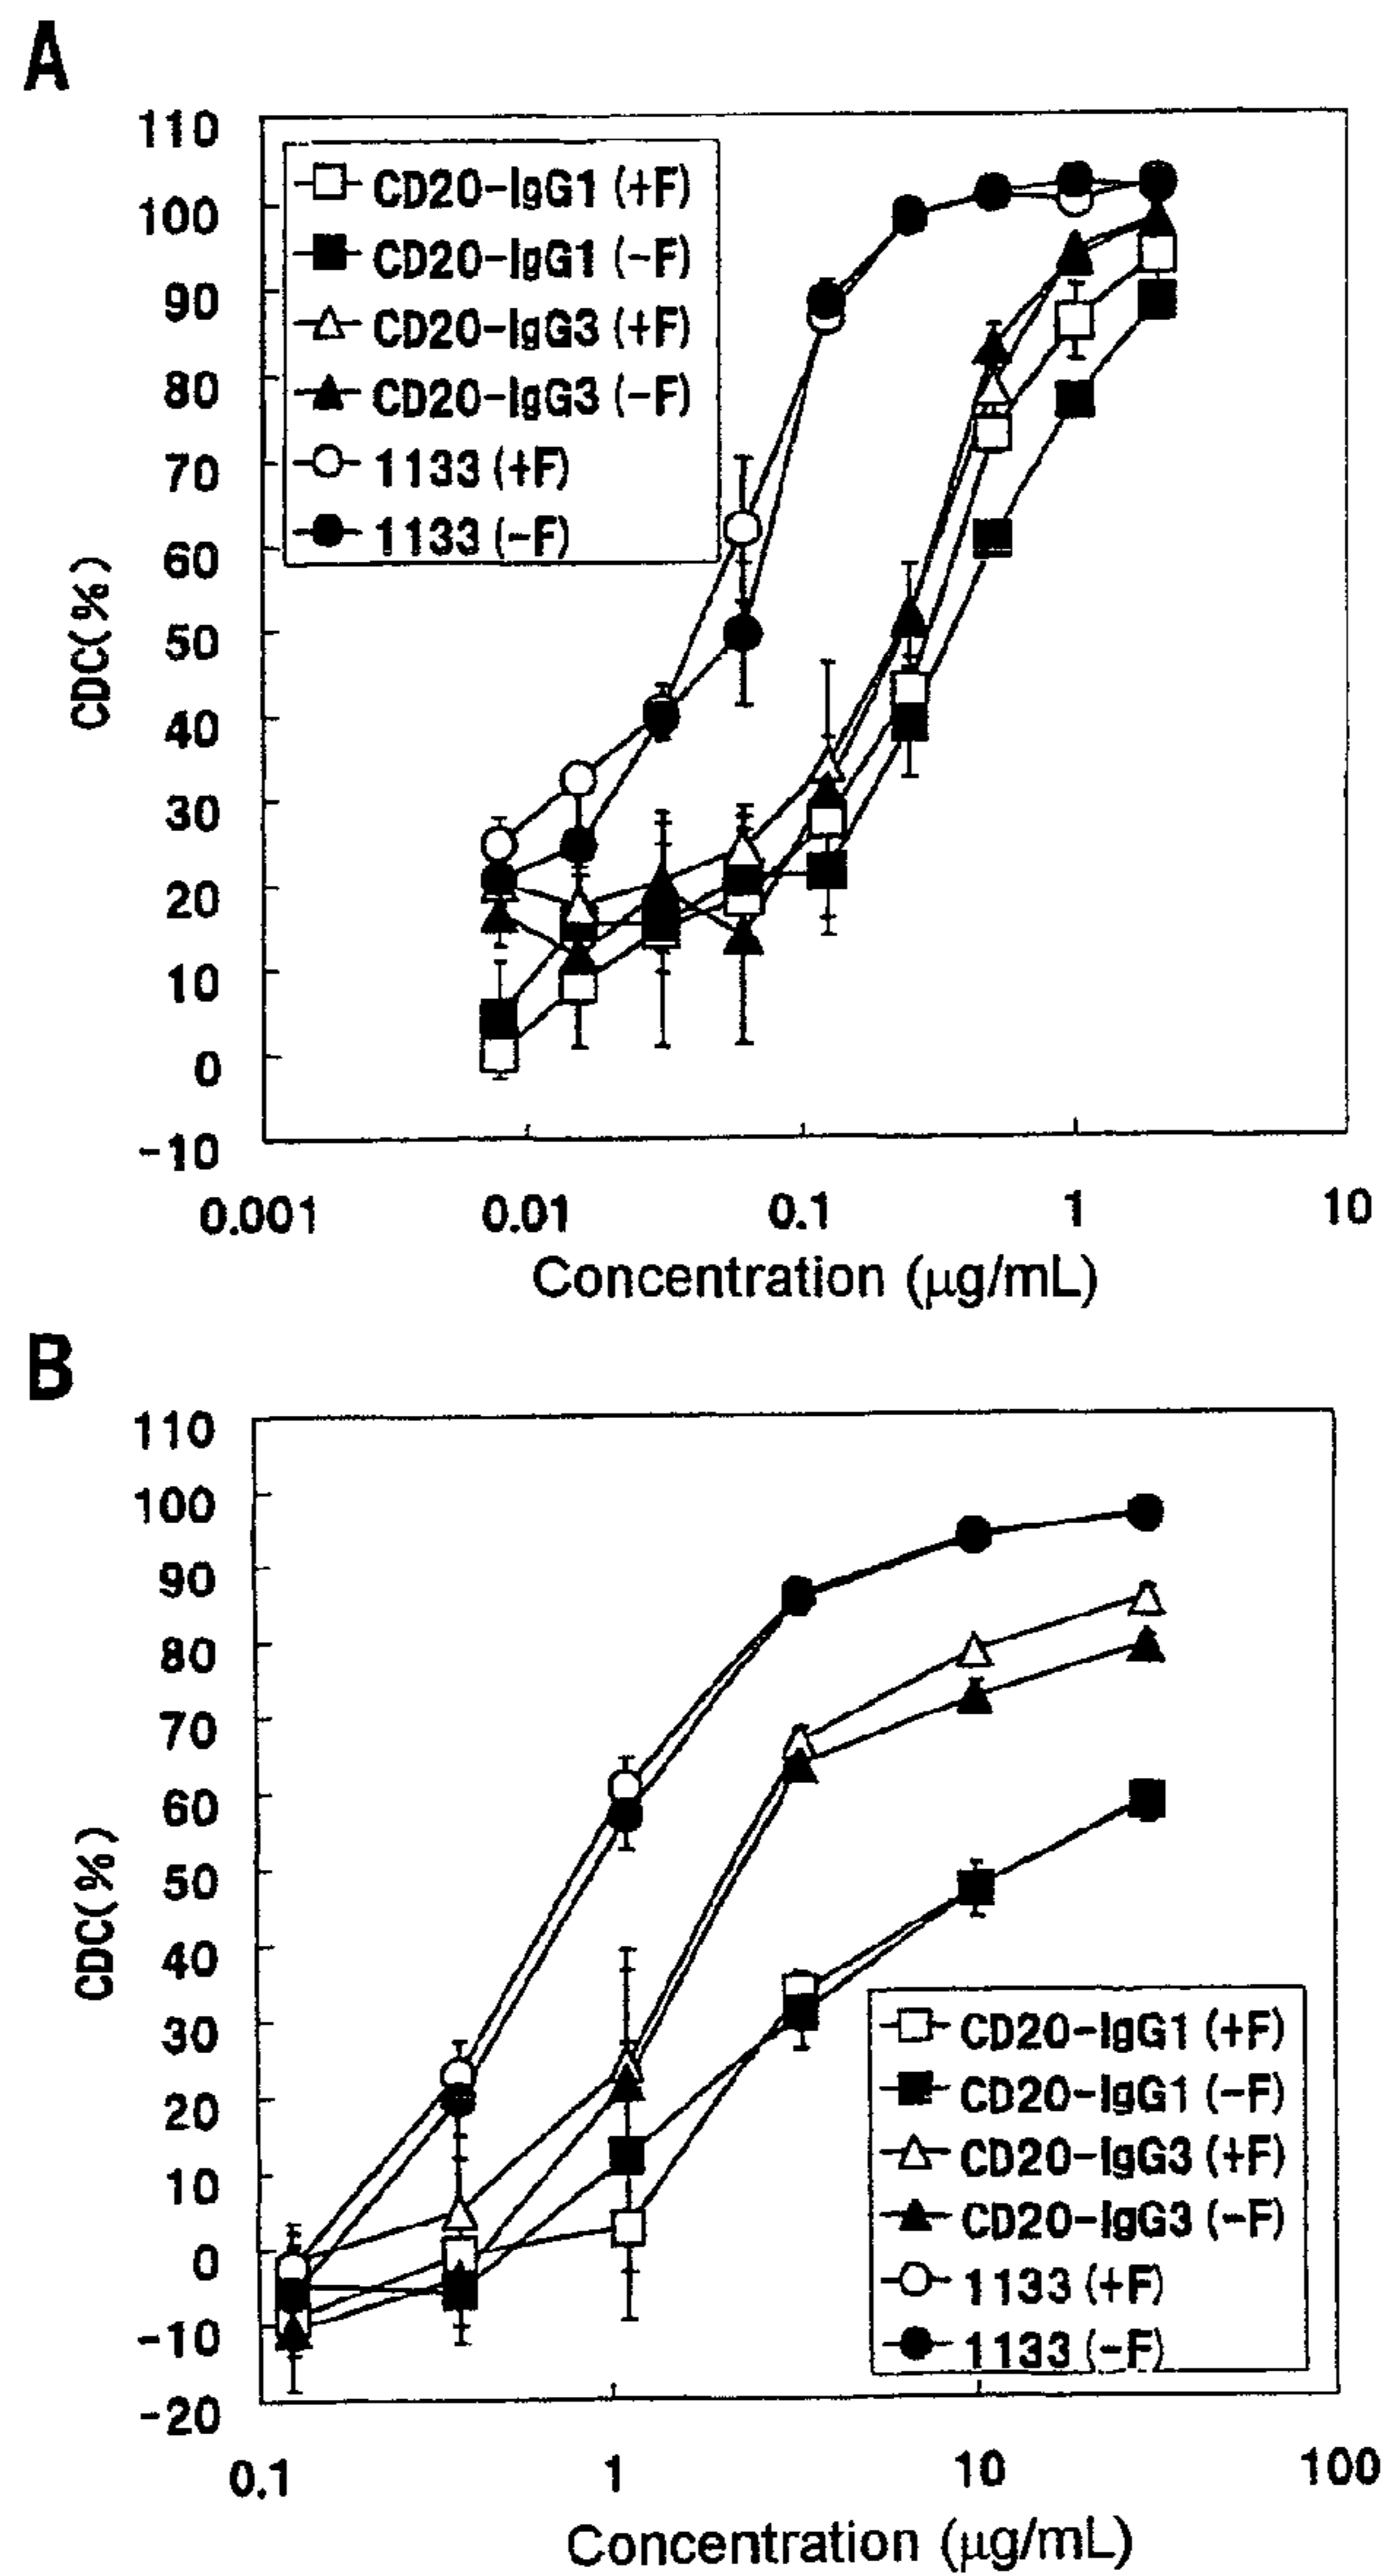 A
110
100
90
80
70
60
50
40
30
20
10
0
-10
CDC(%)
CD20-IgG1 (+F)
CD20-IgG1 (-F)
CD20-IgG3 (+F)
CD20-IgG3 (-F)
1133 (+F)
1133 (-F)
0.001 0.01 0.1 1 10
Concentration (μg/mL)
B
110
100
90
80
70
60
50
40
30
20
10
0
-10
-20
CDC(%)
CD20-IgG1 (+F)
CD20-IgG1 (-F)
CD20-IgG3 (+F)
CD20-IgG3 (-F)
1133 (+F)
1133 (-F)
0.1 1 10 100
Concentration (μg/mL)